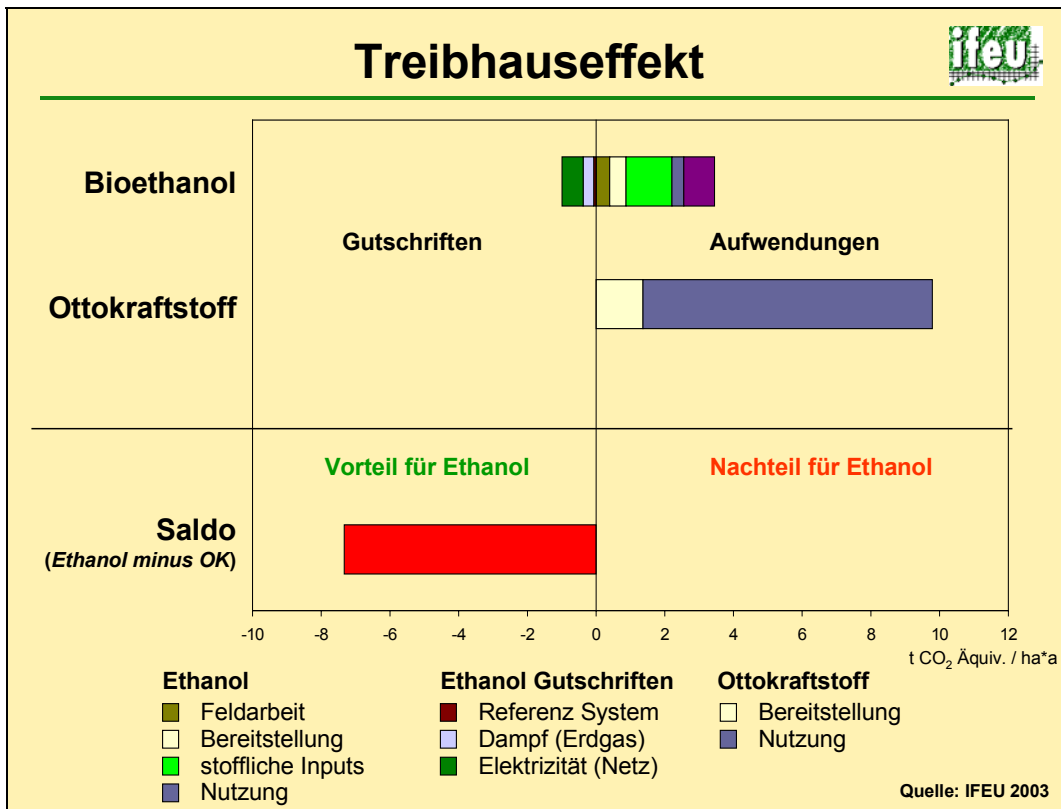 Treibhauseffekt
ifeu
Bioethanol
Gutschriften
Aufwendungen
Ottokraftstoff
Vorteil für Ethanol
Nachteil für Ethanol
Saldo
(Ethanol minus OK)
-10 -8 -6 -4 -2 0 2 4 6 8 10 12
t CO₂ Äquiv. / ha*a
Ethanol
Feldarbeit
Bereitstellung
stoffliche Inputs
Nutzung
Ethanol Gutschriften
Referenz System
Dampf (Erdgas)
Elektrizität (Netz)
Ottokraftstoff
Bereitstellung
Nutzung
Quelle: IFEU 2003